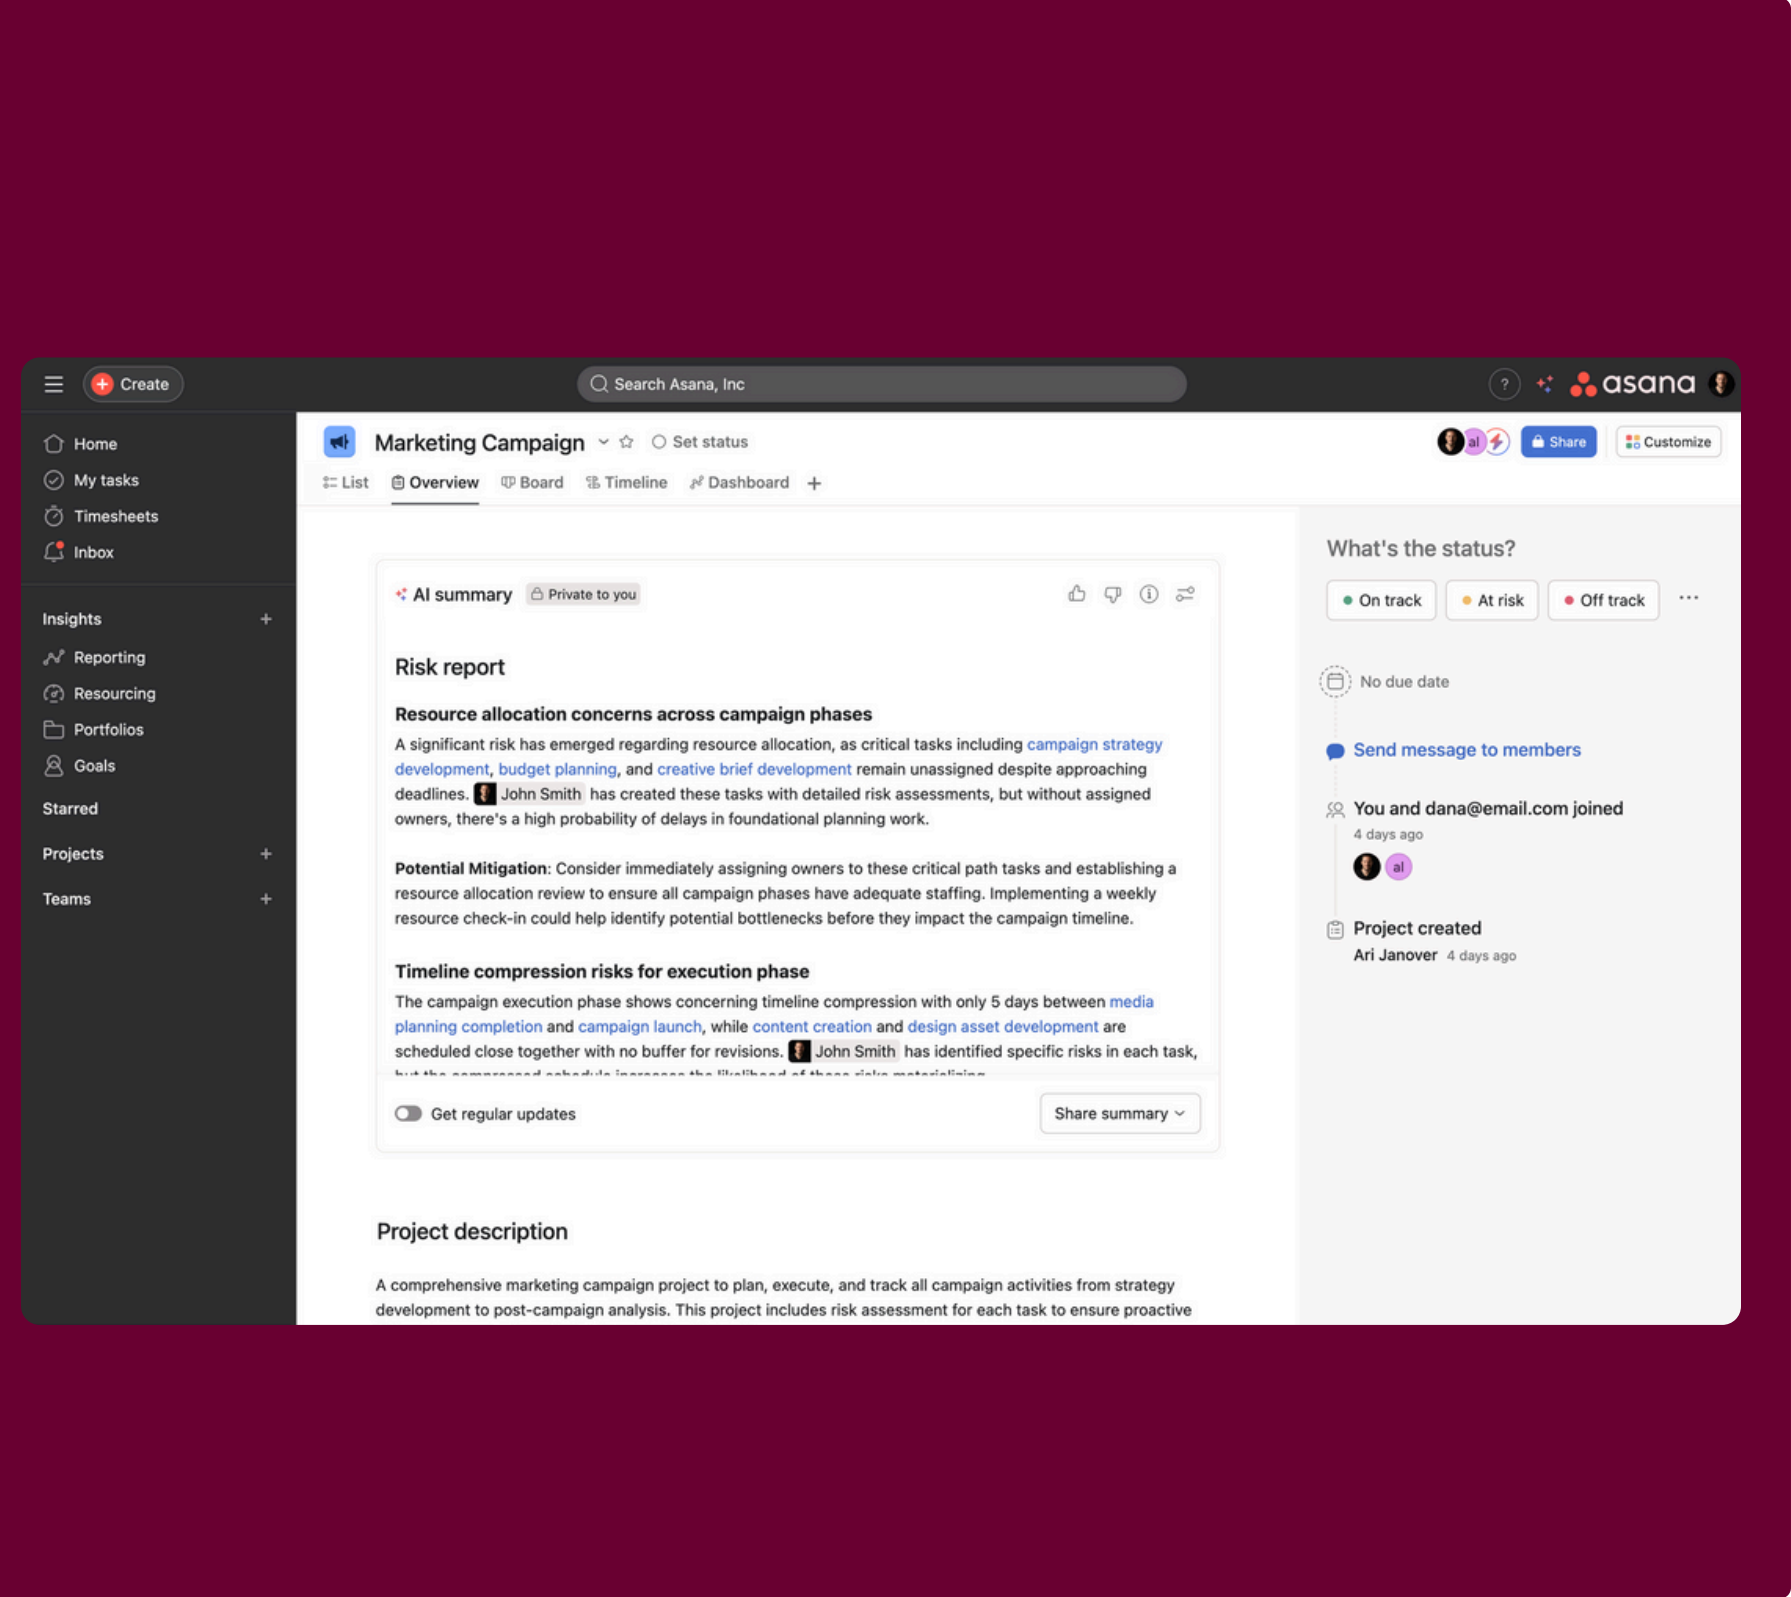 Create
Search Asana, Inc
?
asana
Home
My tasks
Timesheets
Inbox
Insights
Reporting
Resourcing
Portfolios
Goals
Starred
Projects
Teams
Marketing Campaign
Set status
al
Share
Customize
List
Overview
Board
Timeline
Dashboard
AI summary
Private to you
Risk report
Resource allocation concerns across campaign phases
A significant risk has emerged regarding resource allocation, as critical tasks including campaign strategy
development, budget planning, and creative brief development remain unassigned despite approaching
deadlines. John Smith has created these tasks with detailed risk assessments, but without assigned
owners, there's a high probability of delays in foundational planning work.
Potential Mitigation: Consider immediately assigning owners to these critical path tasks and establishing a
resource allocation review to ensure all campaign phases have adequate staffing. Implementing a weekly
resource check-in could help identify potential bottlenecks before they impact the campaign timeline.
Timeline compression risks for execution phase
The campaign execution phase shows concerning timeline compression with only 5 days between media
planning completion and campaign launch, while content creation and design asset development are
scheduled close together with no buffer for revisions. John Smith has identified specific risks in each task,
but the compressed schedule increases the likelihood of these risks materializing.
Get regular updates
Share summary
Project description
A comprehensive marketing campaign project to plan, execute, and track all campaign activities from strategy
development to post-campaign analysis. This project includes risk assessment for each task to ensure proactive
What's the status?
On track
At risk
Off track
No due date
Send message to members
You and dana@email.com joined
4 days ago
al
Project created
Ari Janover 4 days ago